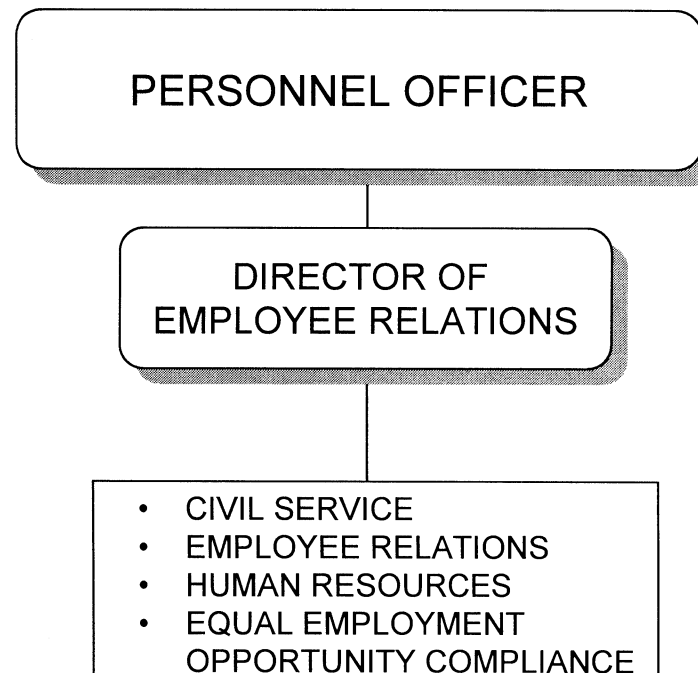 PERSONNEL OFFICER
DIRECTOR OF
EMPLOYEE RELATIONS
• CIVIL SERVICE
• EMPLOYEE RELATIONS
• HUMAN RESOURCES
• EQUAL EMPLOYMENT
OPPORTUNITY COMPLIANCE